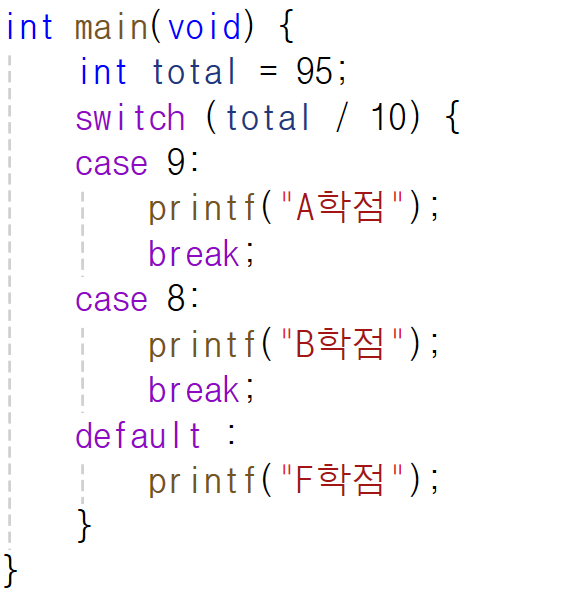 int main(void) {
    int total = 95;
    switch (total / 10) {
    case 9:
        printf("A학점");
        break;
    case 8:
        printf("B학점");
        break;
    default :
        printf("F학점");
    }
}